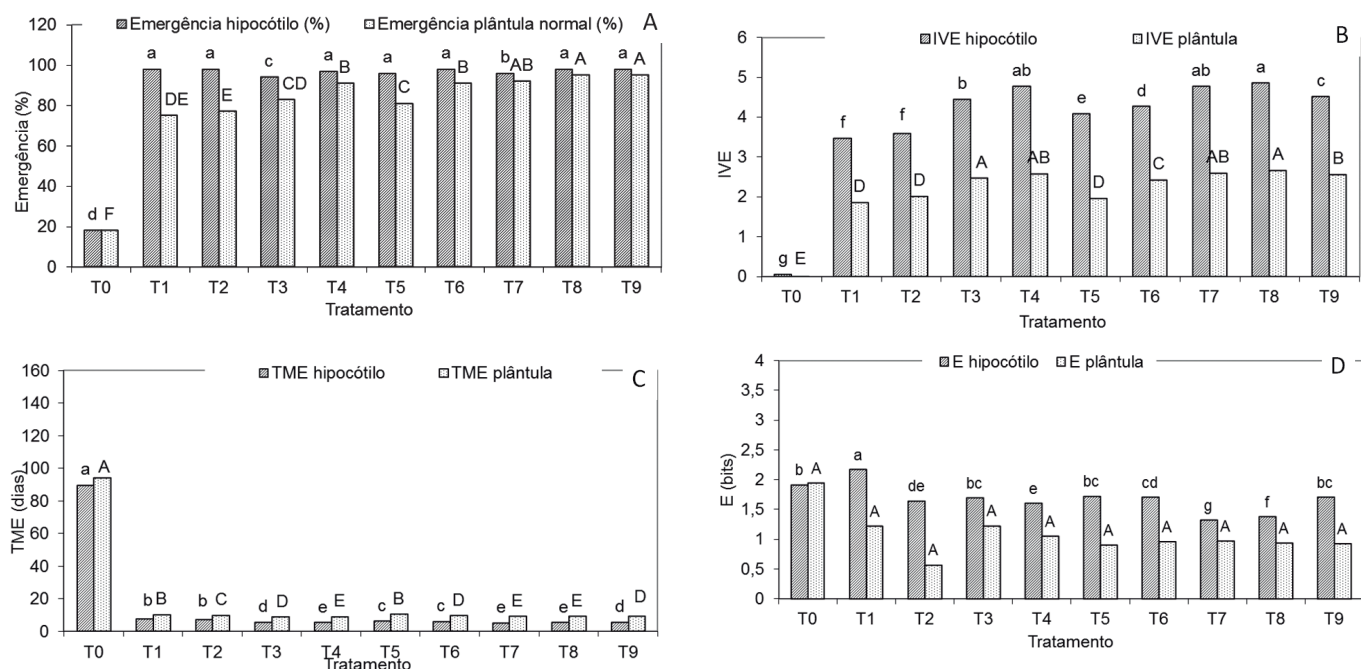 A
Emergência hipocótilo (%) Emergência plântula normal (%)
120
100
80
60
40
20
0
Emergência (%)
d F a DE a E c CD a B a C a B b AB a A a A
T0 T1 T2 T3 T4 T5 T6 T7 T8 T9
Tratamento
B
IVE hipocótilo IVE plântula
6
5
4
3
2
1
0
IVE
g E f D f D b A ab AB e D d C ab AB a A c B
T0 T1 T2 T3 T4 T5 T6 T7 T8 T9
Tratamento
C
TME hipocótilo TME plântula
160
140
120
100
80
60
40
20
0
TME (dias)
a A b B b C d D e E c B c D e E e E d D
T0 T1 T2 T3 T4 T5 T6 T7 T8 T9
Tratamento
D
E hipocótilo E plântula
4
3,5
3
2,5
2
1,5
1
0,5
0
E (bits)
b A a A de A bc A e A bc A cd A g A f A bc A
T0 T1 T2 T3 T4 T5 T6 T7 T8 T9
Tratamento